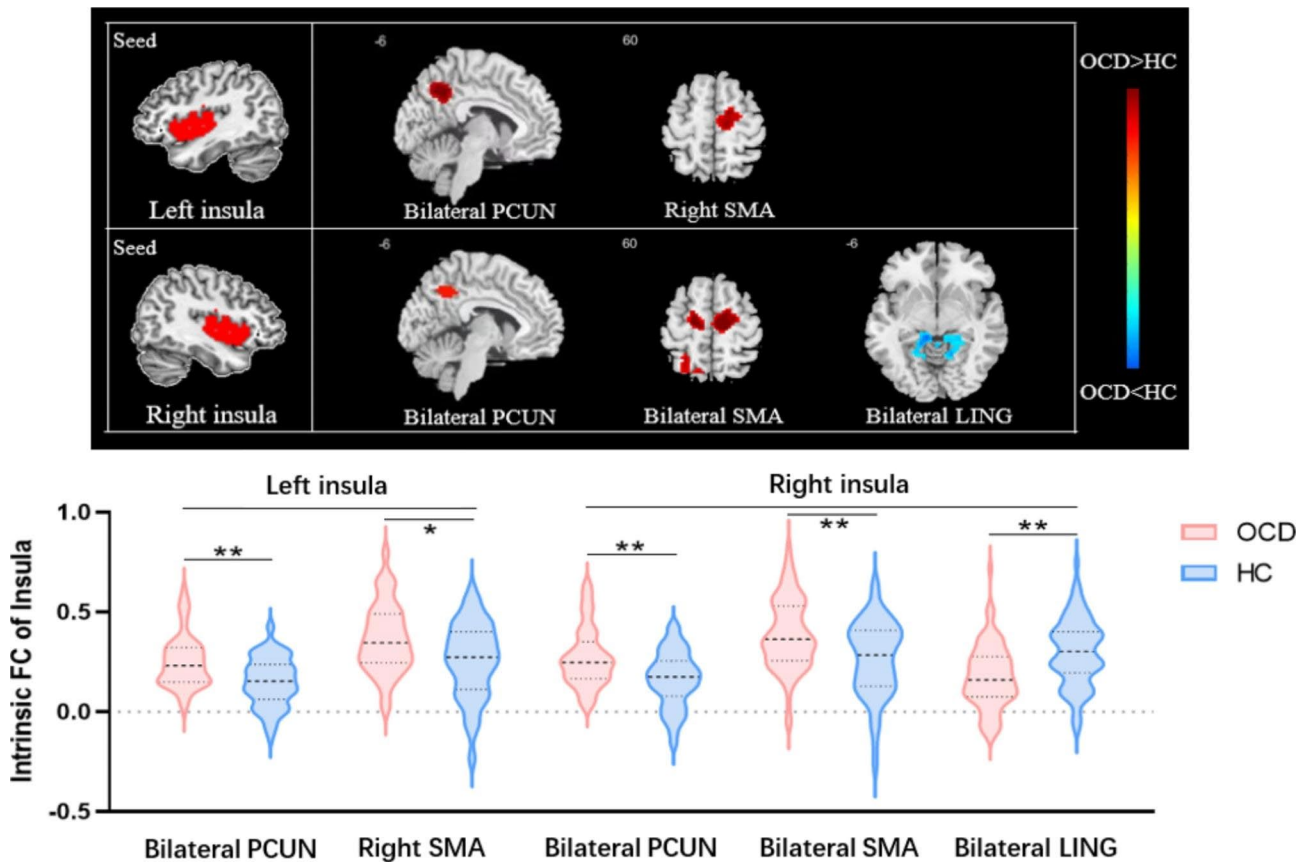 Seed
-6
60
OCD>HC
Left insula
Bilateral PCUN
Right SMA
Seed
-6
60
-6
Right insula
Bilateral PCUN
Bilateral SMA
Bilateral LING
OCD<HC
Left insula
Right insula
1.0
**
*
**
**
**
OCD
HC
0.5
0.0
-0.5
Intrinsic FC of Insula
Bilateral PCUN
Right SMA
Bilateral PCUN
Bilateral SMA
Bilateral LING